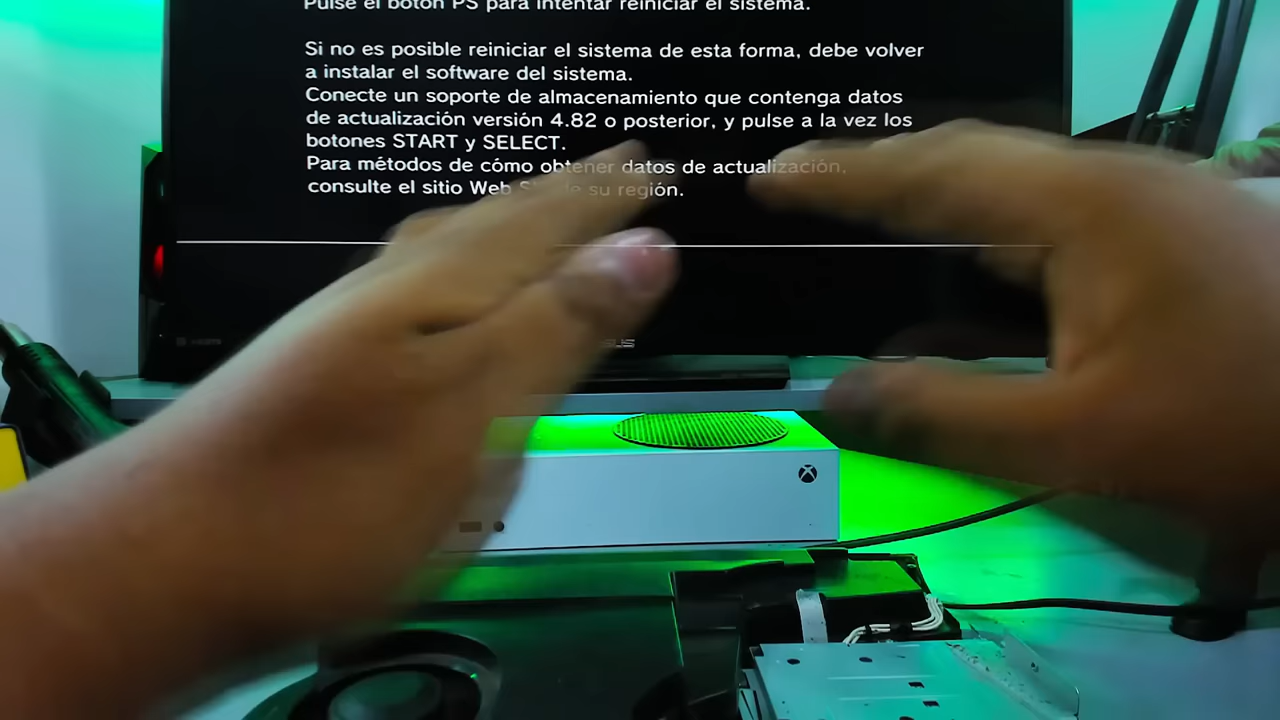 Pulse el botón PS para intentar reiniciar el sistema.
Si no es posible reiniciar el sistema de esta forma, debe volver
a instalar el software del sistema.
Conecte un soporte de almacenamiento que contenga datos
de actualización versión 4.82 o posterior, y pulse a la vez los
botones START y SELECT.
Para métodos de cómo obtener datos de actualización,
consulte el sitio Web de su región.